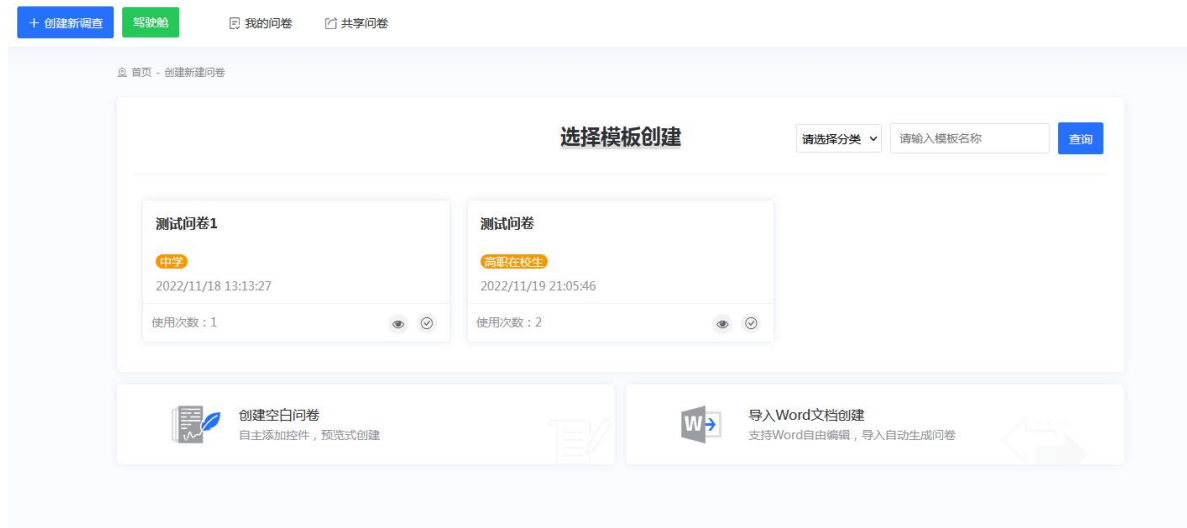 + 创建新调查 驾驶舱 我的问卷 共享问卷
首页 - 创建新建问卷
选择模板创建 请选择分类 请输入模板名称 查询
测试问卷1
中学
2022/11/18 13:13:27
使用次数：1
测试问卷
高职在校生
2022/11/19 21:05:46
使用次数：2
创建空白问卷
自主添加控件，预览式创建
W
导入Word文档创建
支持Word自由编辑，导入自动生成问卷